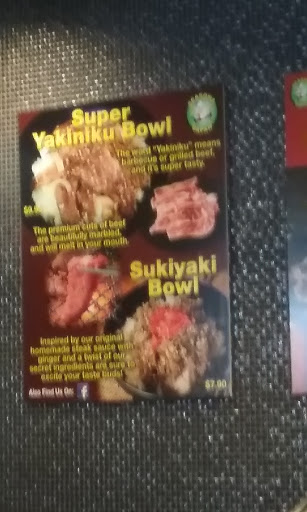 Super
Yakiniku Bowl
The word "Yakiniku" means
barbecue or grilled beef,
and it's super tasty.
The premium cuts of beef
are beautifully marbled,
and will melt in your mouth.
Sukiyaki
Bowl
Inspired by our original
homemade steak sauce with
ginger and a twist of our
secret ingredients are sure to
excite your taste buds!
$7.90
Also Find Us On: f